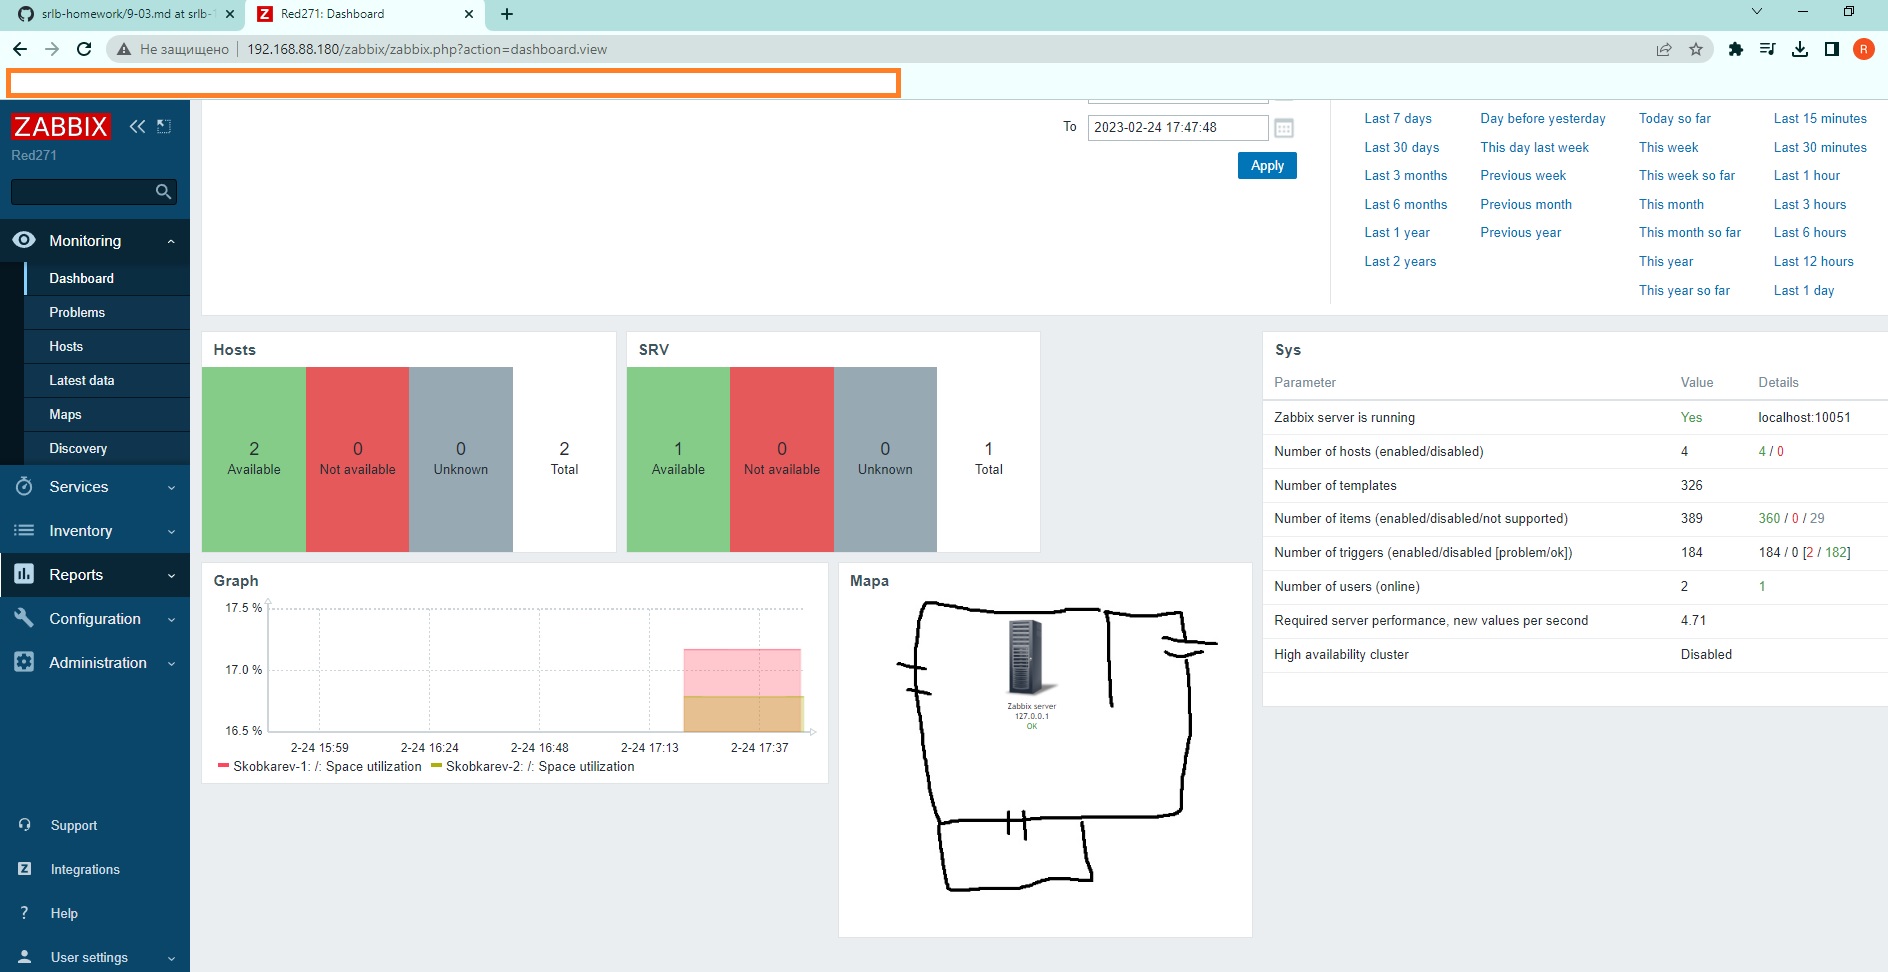 srlb-homework/9-03.md at srlb-1
Red271: Dashboard
Не защищено 192.168.88.180/zabbix/zabbix.php?action=dashboard.view
R
ZABBIX
Red271
Monitoring
Dashboard
Problems
Hosts
Latest data
Maps
Discovery
Services
Inventory
Reports
Configuration
Administration
Support
Z Integrations
? Help
User settings
To 2023-02-24 17:47:48
Apply
Last 7 days Day before yesterday Today so far Last 15 minutes
Last 30 days This day last week This week Last 30 minutes
Last 3 months Previous week This week so far Last 1 hour
Last 6 months Previous month This month Last 3 hours
Last 1 year Previous year This month so far Last 6 hours
Last 2 years This year Last 12 hours
This year so far Last 1 day
Hosts
2 0 0 2
Available Not available Unknown Total
SRV
1 0 0 1
Available Not available Unknown Total
Graph
17.5 %
17.0 %
16.5 %
2-24 15:59 2-24 16:24 2-24 16:48 2-24 17:13 2-24 17:37
Skobkarev-1: /: Space utilization Skobkarev-2: /: Space utilization
Mapa
Zabbix server
127.0.0.1
OK
Sys
Parameter Value Details
Zabbix server is running Yes localhost:10051
Number of hosts (enabled/disabled) 4 4 / 0
Number of templates 326
Number of items (enabled/disabled/not supported) 389 360 / 0 / 29
Number of triggers (enabled/disabled [problem/ok]) 184 184 / 0 [2 / 182]
Number of users (online) 2 1
Required server performance, new values per second 4.71
High availability cluster Disabled